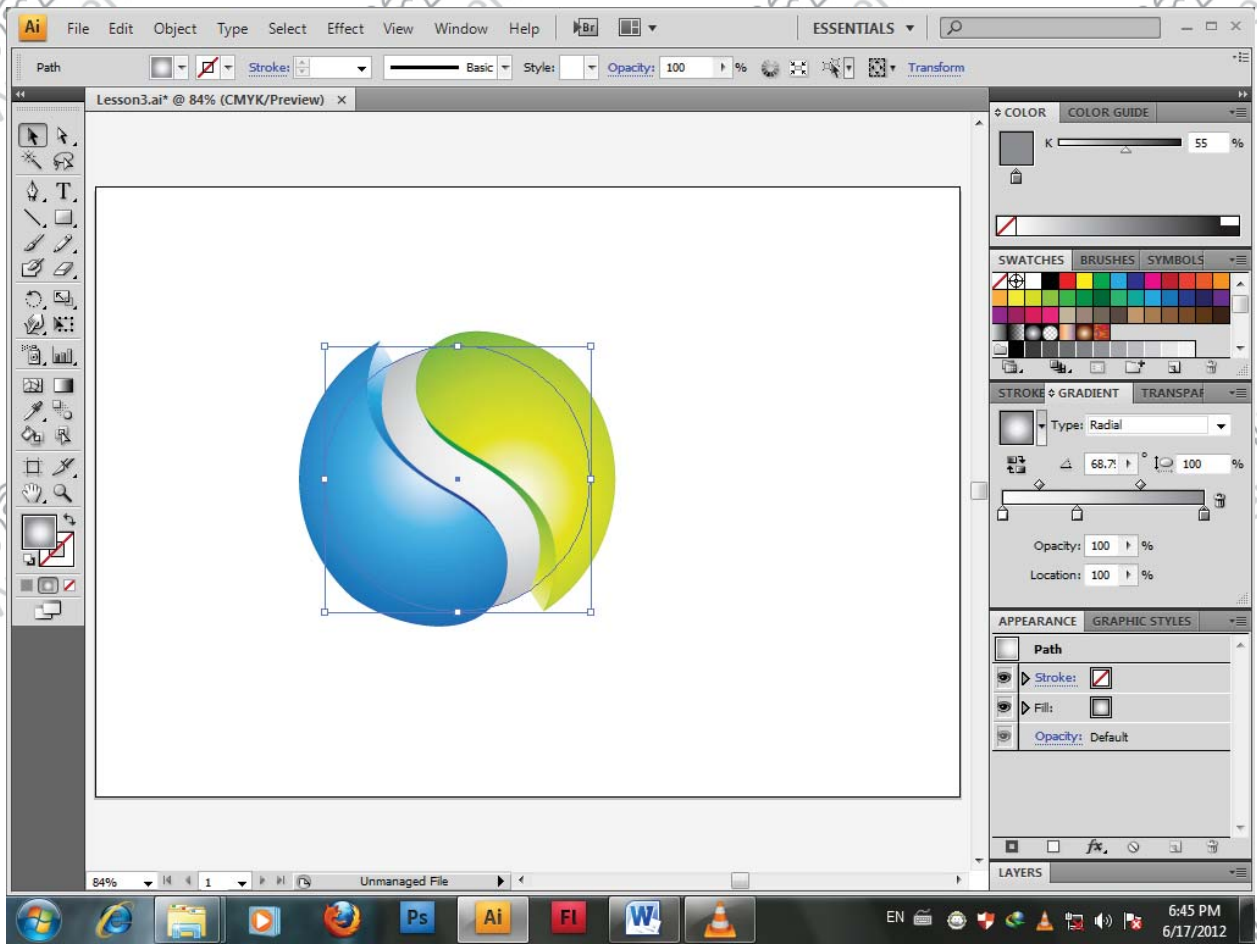 Ai File Edit Object Type Select Effect View Window Help Br ESSENTIALS
Path Stroke: Basic Style: Opacity: 100 % Transform
Lesson3.ai* @ 84% (CMYK/Preview) ×
COLOR COLOR GUIDE
K 55 %
SWATCHES BRUSHES SYMBOLS
STROKE GRADIENT TRANSPAR
Type: Radial
68.7 ° 100 %
Opacity: 100 %
Location: 100 %
APPEARANCE GRAPHIC STYLES
Path
Stroke:
Fill:
Opacity: Default
fx
LAYERS
84% 1 Unmanaged File
Ps Ai Fl W EN 6:45 PM
6/17/2012